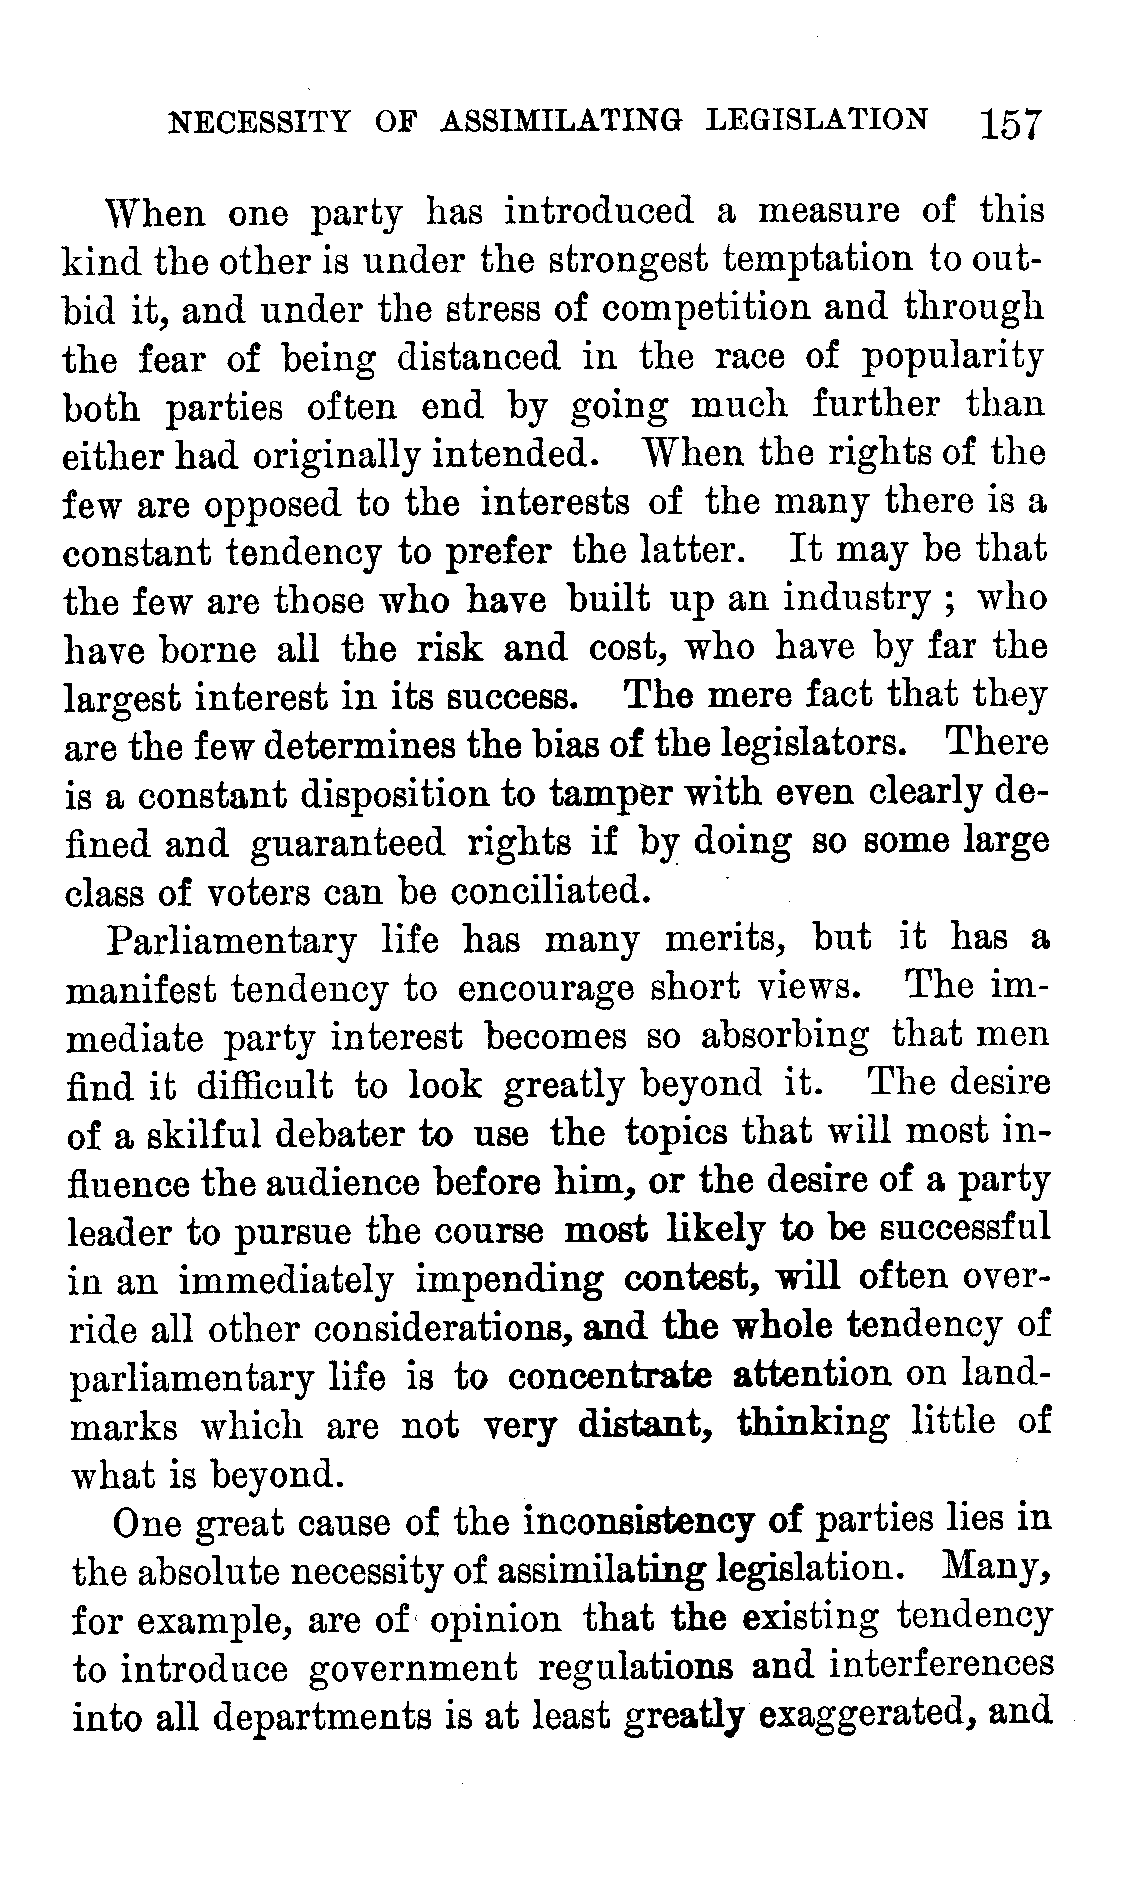 NECESSITY OF ASSIMILATING LEGISLATION 157
When one party has introduced a measure of this
kind the other is under the strongest temptation to out-
bid it, and under the stress of competition and through
the fear of being distanced in the race of popularity
both parties often end by going much further than
either had originally intended. When the rights of the
few are opposed to the interests of the many there is a
constant tendency to prefer the latter. It may be that
the few are those who have built up an industry ; who
have borne all the risk and cost, who have by far the
largest interest in its success. The mere fact that they
are the few determines the bias of the legislators. There
is a constant disposition to tamper with even clearly de-
fined and guaranteed rights if by doing so some large
class of voters can be conciliated.
Parliamentary life has many merits, but it has a
manifest tendency to encourage short views. The im-
mediate party interest becomes so absorbing that men
find it difficult to look greatly beyond it. The desire
of a skilful debater to use the topics that will most in-
fluence the audience before him, or the desire of a party
leader to pursue the course most likely to be successful
in an immediately impending contest, will often over-
ride all other considerations, and the whole tendency of
parliamentary life is to concentrate attention on land-
marks which are not very distant, thinking little of
what is beyond.
One great cause of the inconsistency of parties lies in
the absolute necessity of assimilating legislation. Many,
for example, are of opinion that the existing tendency
to introduce government regulations and interferences
into all departments is at least greatly exaggerated, and